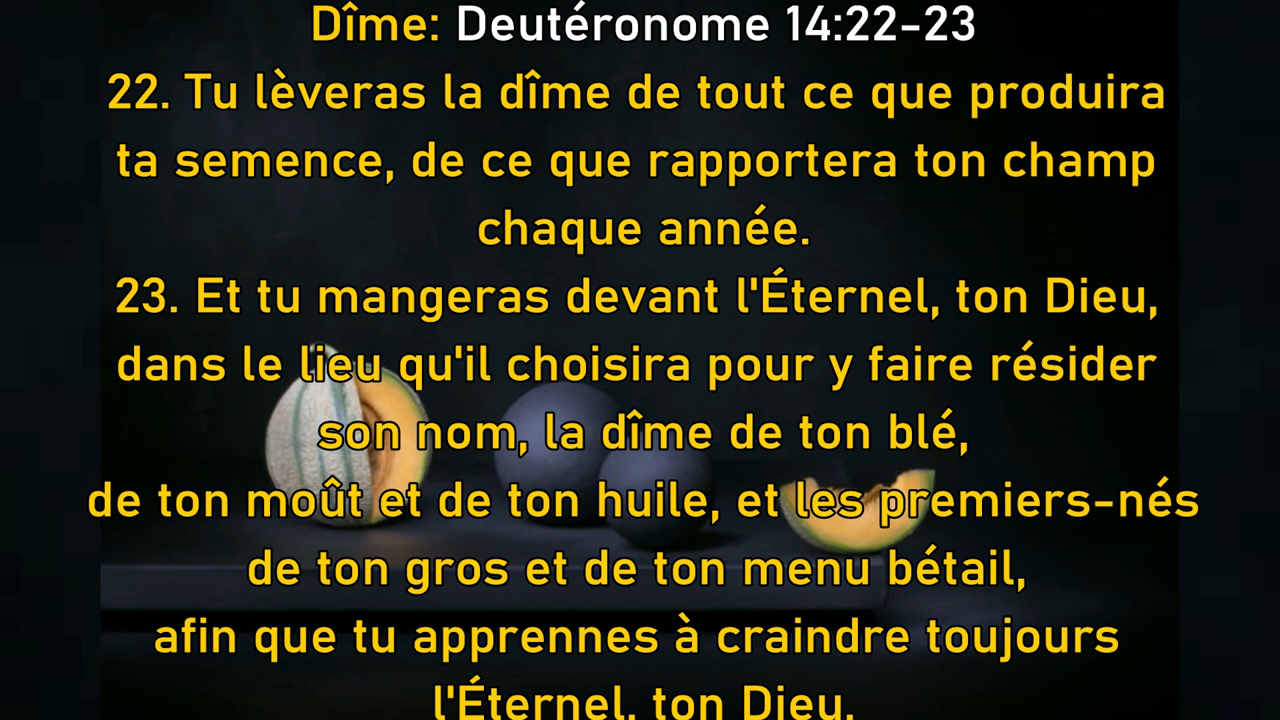 Dîme: Deutéronome 14:22-23
22. Tu lèveras la dîme de tout ce que produira
ta semence, de ce que rapportera ton champ
chaque année.
23. Et tu mangeras devant l'Éternel, ton Dieu,
dans le lieu qu'il choisira pour y faire résider
son nom, la dîme de ton blé,
de ton moût et de ton huile, et les premiers-nés
de ton gros et de ton menu bétail,
afin que tu apprennes à craindre toujours
l'Éternel, ton Dieu.